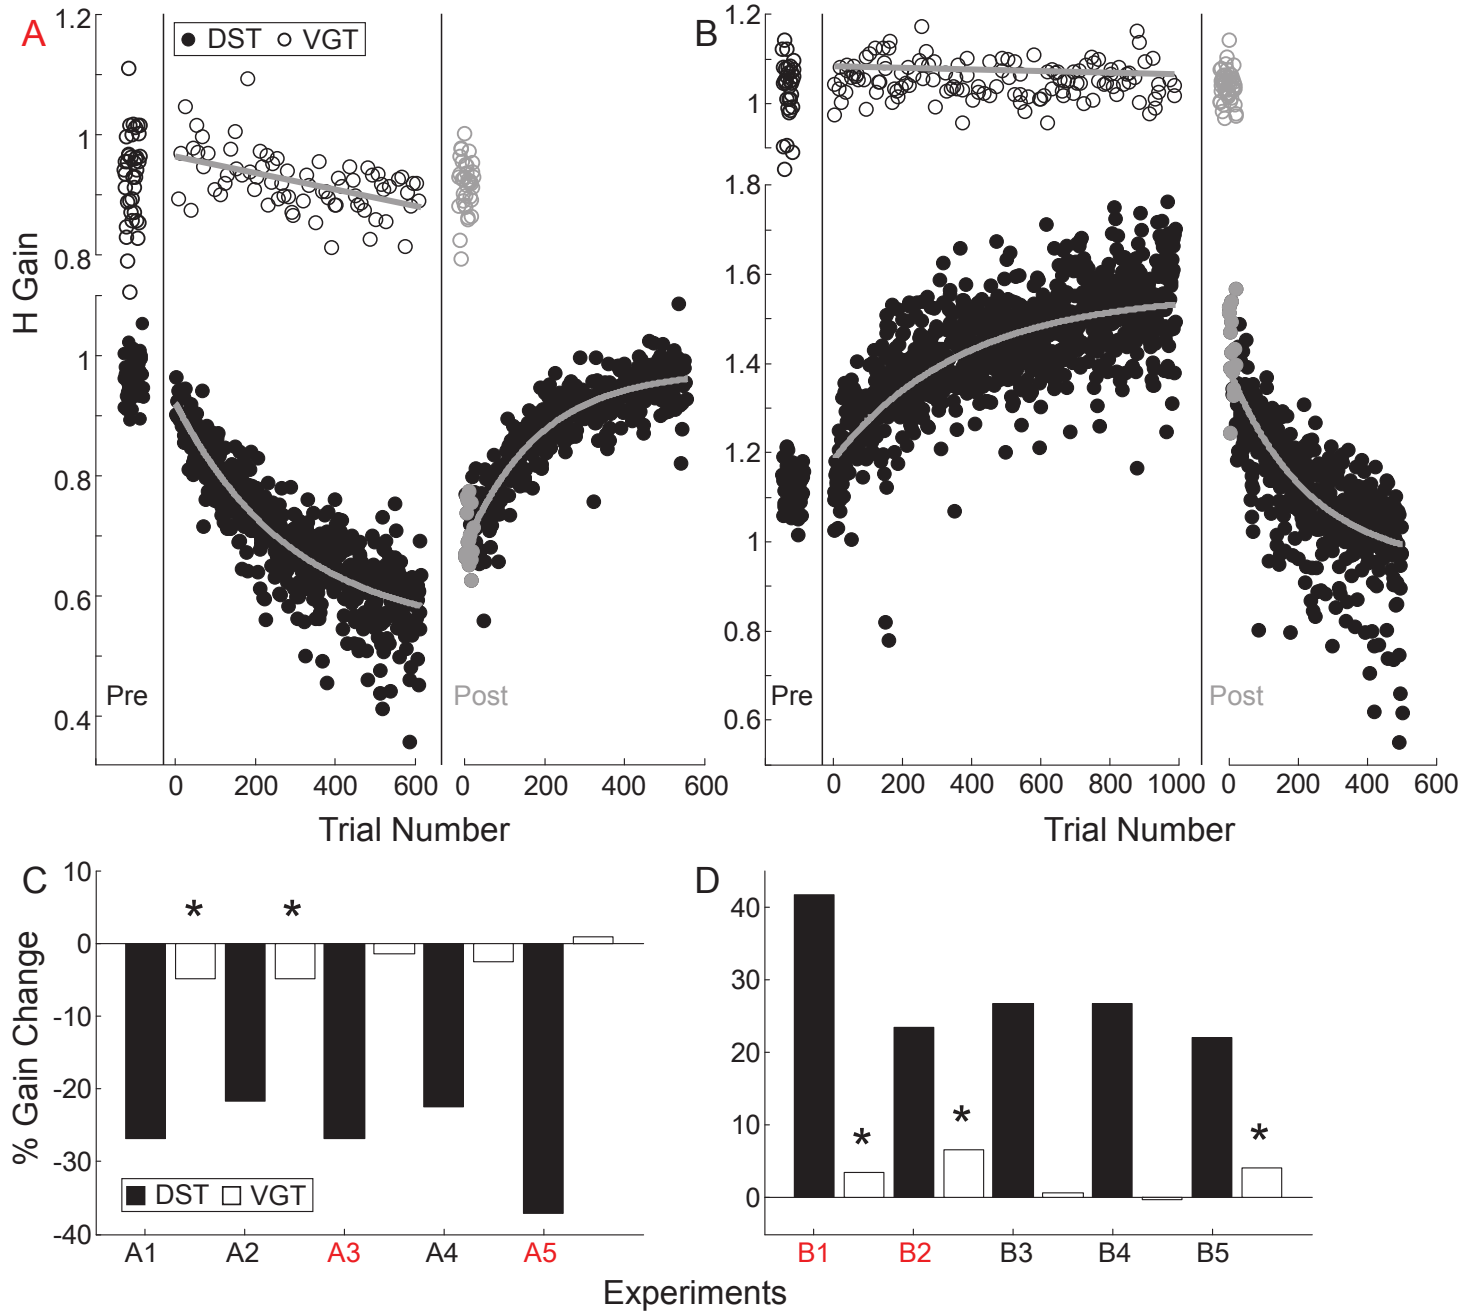 A
DST VGT
1.2
1
0.8
1
0.8
0.6
0.4
H Gain
Pre
Post
0 200 400 600
0 200 400 600
Trial Number
B
1.2
1
1.8
1.6
1.4
1.2
1
0.8
0.6
Pre
Post
0 200 400 600 800 1000
0 200 400 600
Trial Number
C
10
0
-10
-20
-30
-40
% Gain Change
* *
DST VGT
A1 A2 A3 A4 A5
D
40
30
20
10
0
* * *
B1 B2 B3 B4 B5
Experiments